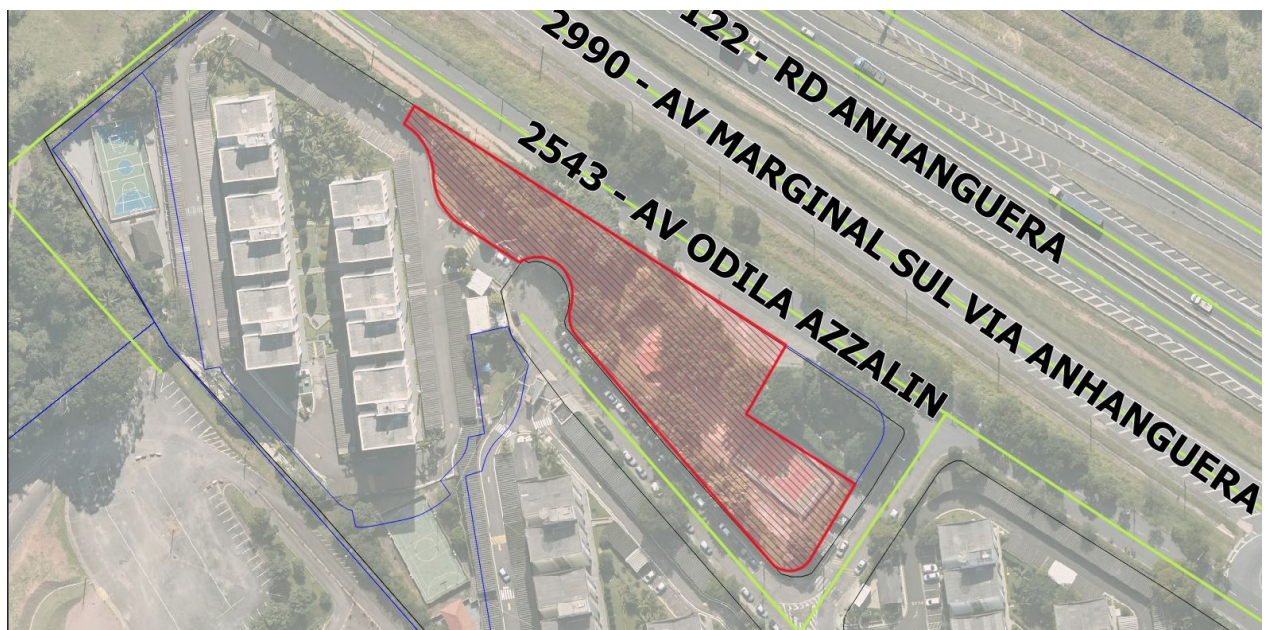 122 - RD ANHANGUERA
2990 - AV MARGINAL SUL VIA ANHANGUERA
2543 - AV ODILA AZZALIN